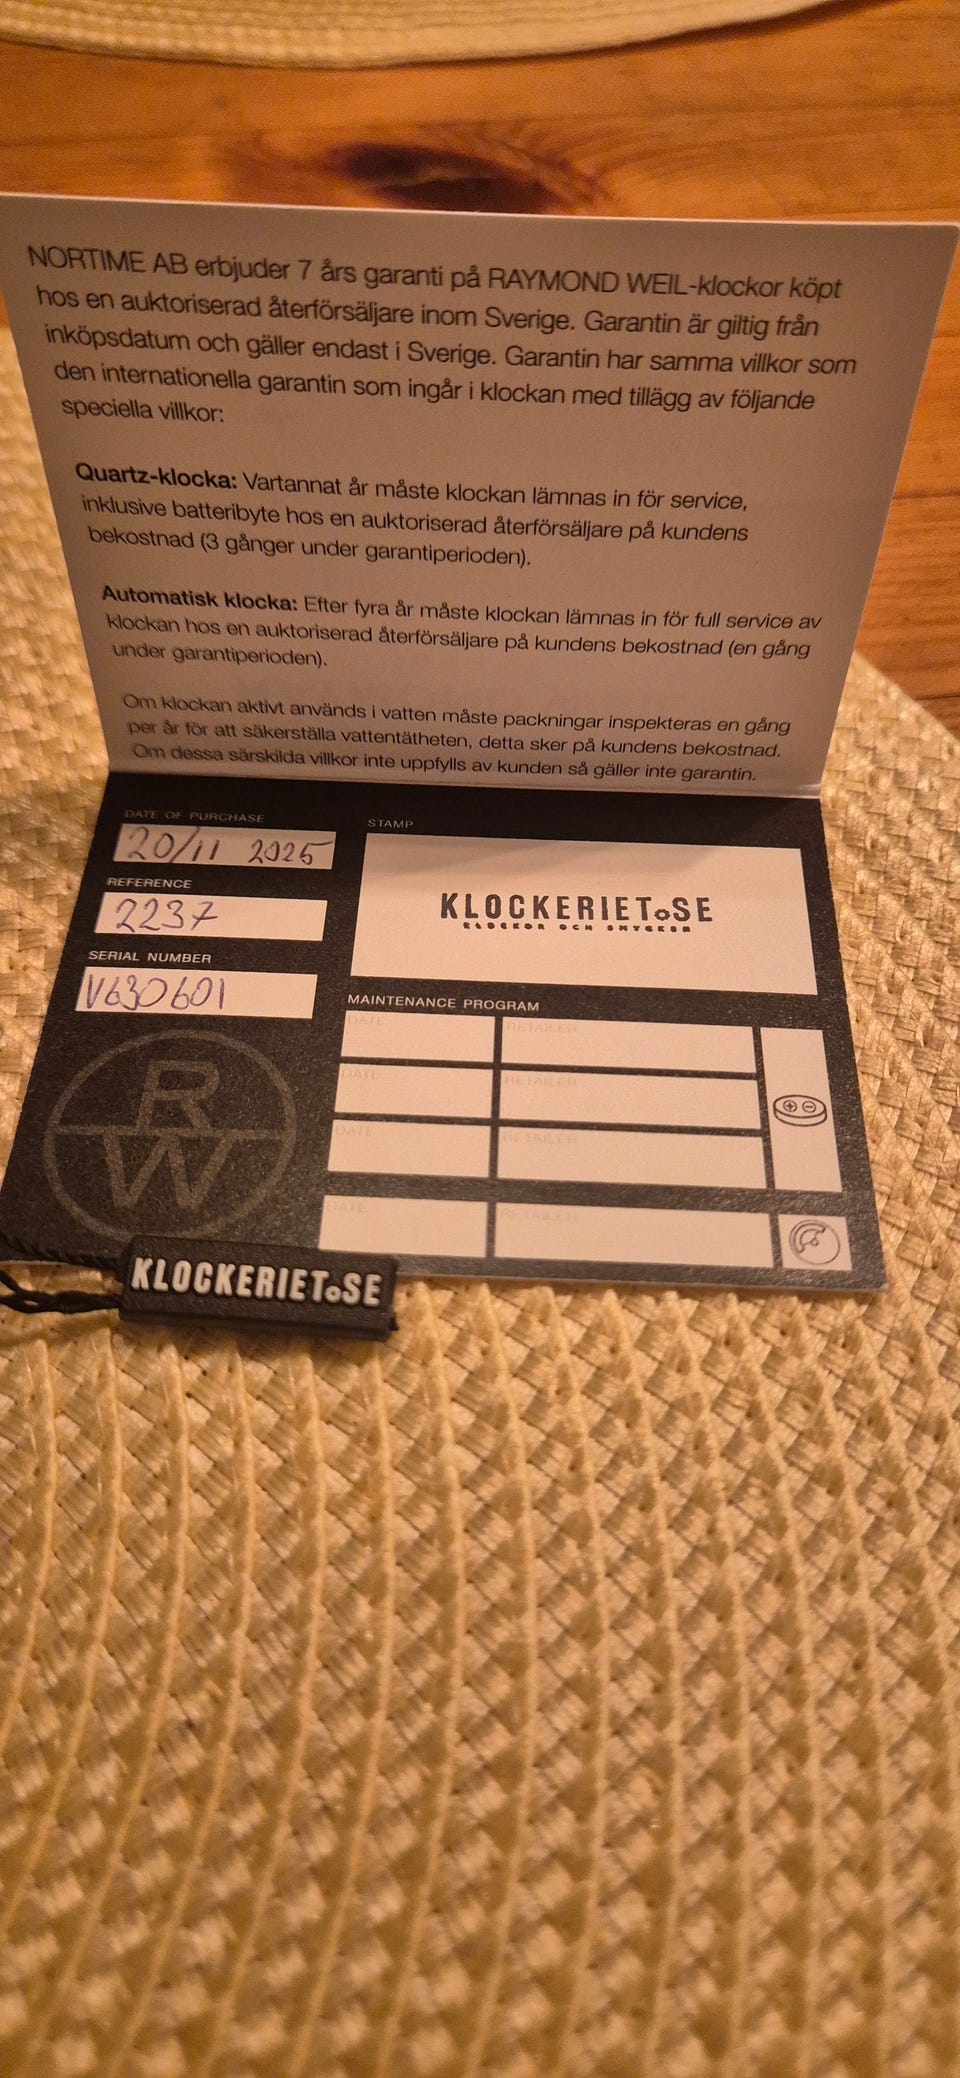 NORTIME AB erbjuder 7 års garanti på RAYMOND WEIL-klockor köpt
hos en auktoriserad återförsäljare inom Sverige. Garantin är giltig från
inköpsdatum och gäller endast i Sverige. Garantin har samma villkor som
den internationella garantin som ingår i klockan med tillägg av följande
speciella villkor:
Quartz-klocka: Vartannat år måste klockan lämnas in för service,
inklusive batteribyte hos en auktoriserad återförsäljare på kundens
bekostnad (3 gånger under garantiperioden).
Automatisk klocka: Efter fyra år måste klockan lämnas in för full service av
klockan hos en auktoriserad återförsäljare på kundens bekostnad (en gång
under garantiperioden).
Om klockan aktivt används i vatten måste packningar inspekteras en gång
per år för att säkerställa vattentätheten, detta sker på kundens bekostnad.
Om dessa särskilda villkor inte uppfylls av kunden så gäller inte garantin.
DATE OF PURCHASE
20/11 2025
REFERENCE
2237
SERIAL NUMBER
V630601
STAMP
KLOCKERIET.SE
KLOCKOR OCH SMYCKEN
MAINTENANCE PROGRAM
DATE RETAILER
DATE RETAILER
DATE RETAILER
DATE RETAILER
RW
KLOCKERIET.SE